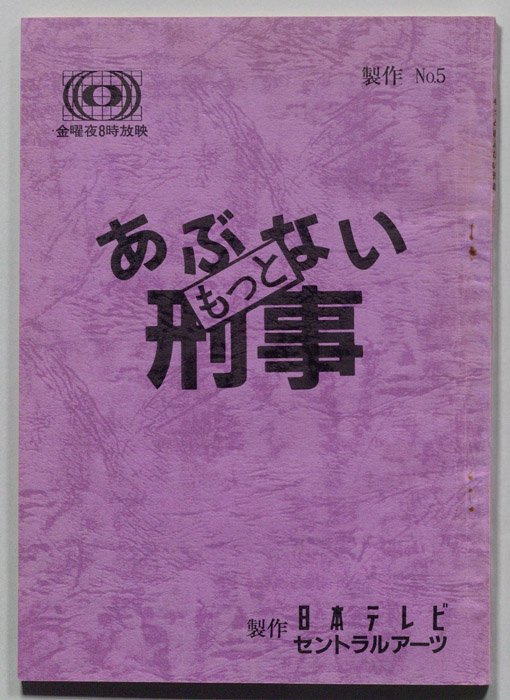 製作 No.5
金曜夜8時放映
あぶない
もっと
刑事
製作 日本テレビ
セントラルアーツ